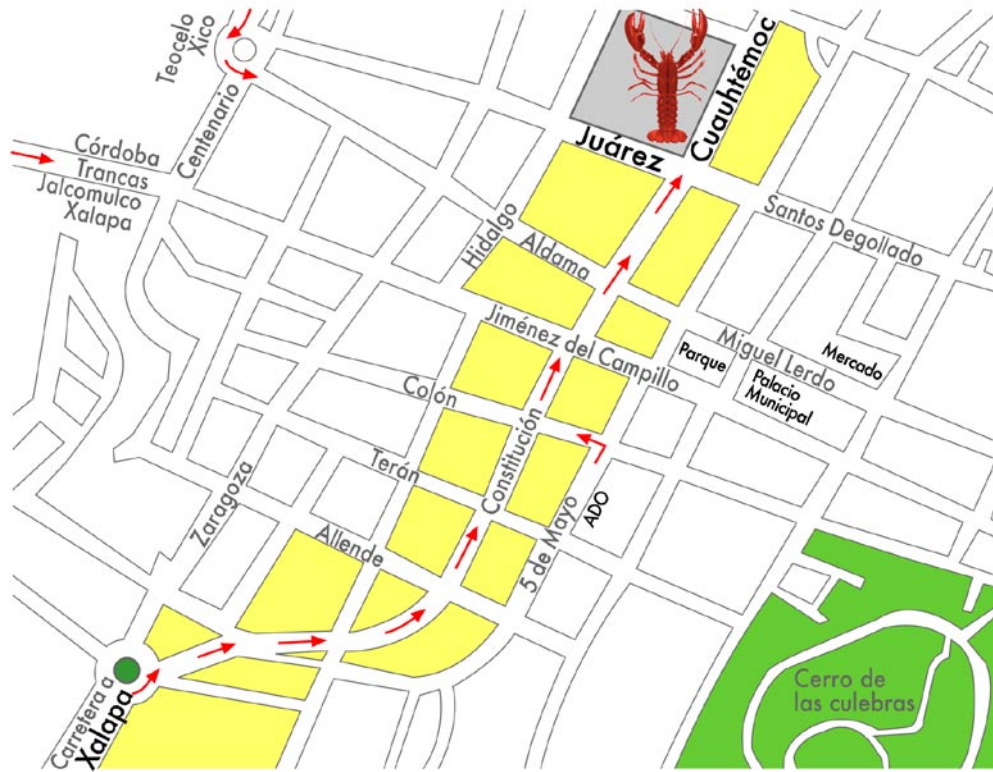 Teocelo
Xico
Centenario
Córdoba
Trancas
Jalcomulco
Xalapa
Cuauhtémoc
Juárez
Santos Degollado
Hidalgo
Aldama
Jiménez del Campillo
Miguel Lerdo
Parque
Mercado
Palacio
Municipal
Colón
Constitución
Terán
Zaragoza
ADO
5 de Mayo
Allende
Cerro de
las culebras
Carretera a
Xalapa